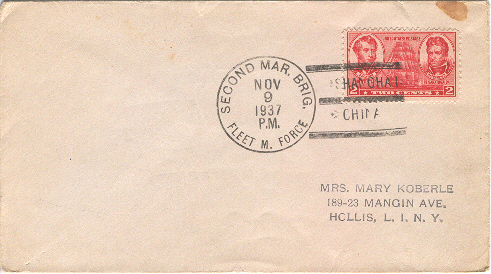 SECOND MAR. BRIG.
NOV
9
1937
P.M.
FLEET M. FORCE
SHANGHAI
CHINA
2 2
MRS. MARY KOBERLE
189-23 MANGIN AVE.
HOLLIS, L. I. N. Y.